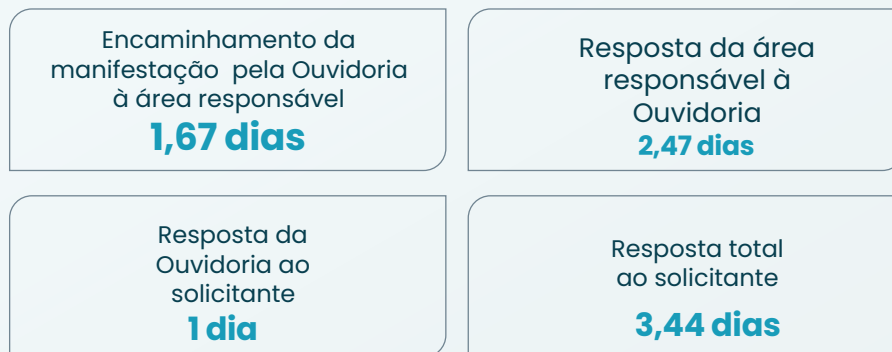 Encaminhamento da
manifestação pela Ouvidoria
à área responsável
1,67 dias
Resposta da área
responsável à
Ouvidoria
2,47 dias
Resposta da
Ouvidoria ao
solicitante
1 dia
Resposta total
ao solicitante
3,44 dias